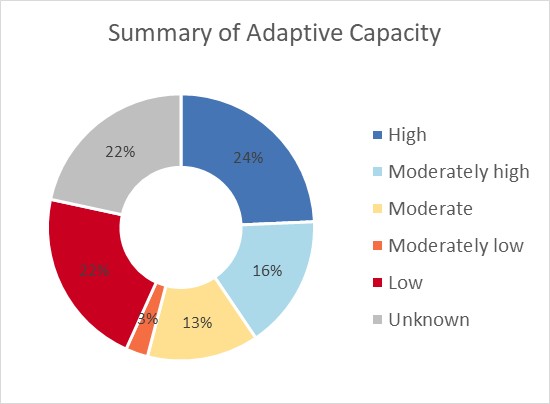 Summary of Adaptive Capacity
24%
16%
13%
3%
22%
22%
High
Moderately high
Moderate
Moderately low
Low
Unknown